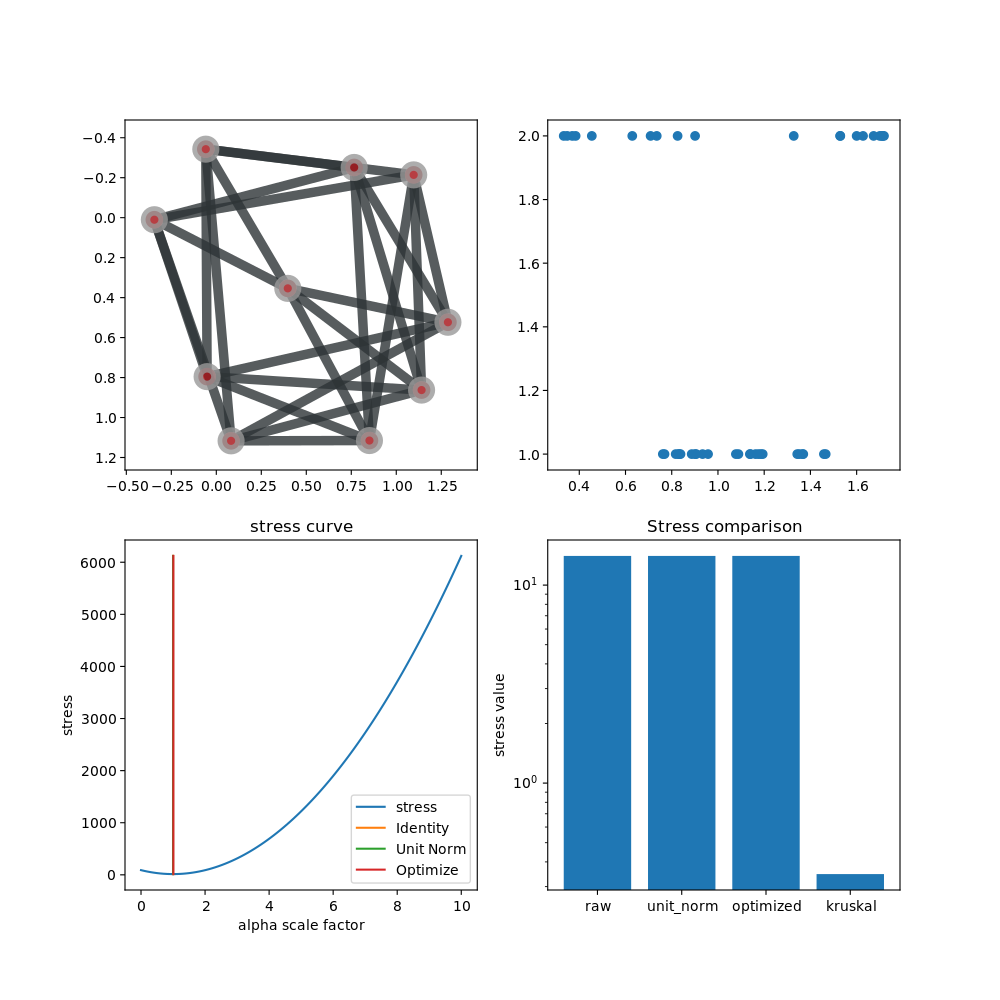 −0.4
−0.2
0.0
0.2
0.4
0.6
0.8
1.0
1.2
−0.50 −0.25 0.00 0.25 0.50 0.75 1.00 1.25
2.0
1.8
1.6
1.4
1.2
1.0
0.4 0.6 0.8 1.0 1.2 1.4 1.6
stress curve
6000
5000
4000
3000
2000
1000
0
stress
stress
Identity
Unit Norm
Optimize
0 2 4 6 8 10
alpha scale factor
Stress comparison
10¹
10⁰
stress value
raw unit_norm optimized kruskal